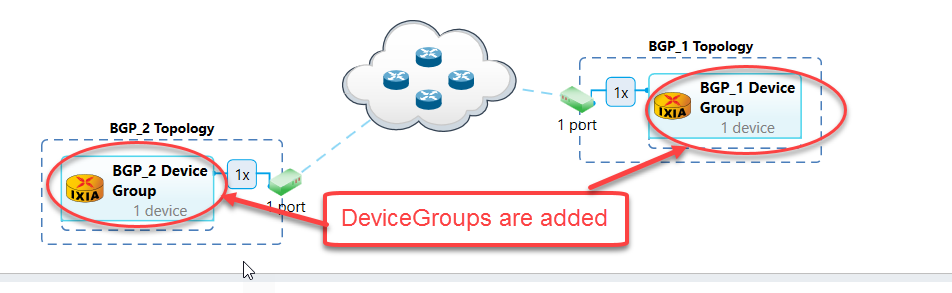 BGP_1 Topology
1x
BGP_1 Device
Group
IXIA
1 device
1 port
BGP_2 Topology
BGP_2 Device
Group
IXIA
1 device
1x
1 port
DeviceGroups are added